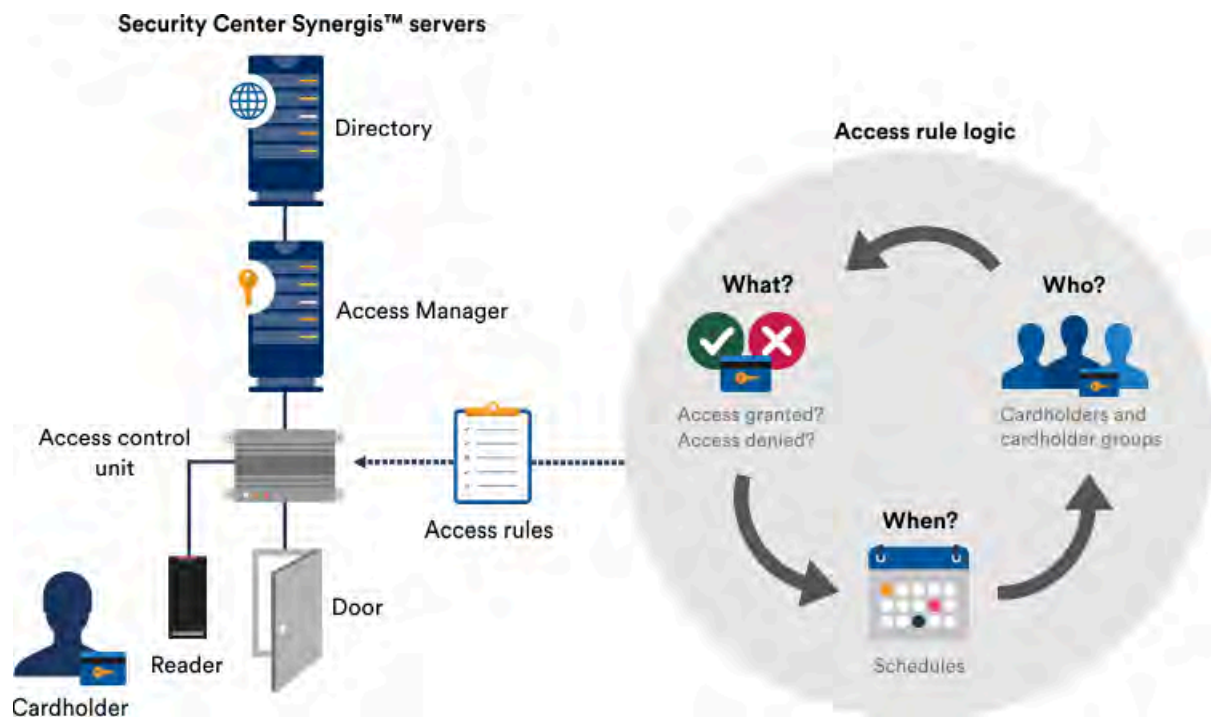 Security Center Synergis™ servers
Directory
Access Manager
Access control
unit
Access rules
Door
Reader
Cardholder
Access rule logic
What?
Access granted?
Access denied?
Who?
Cardholders and
cardholder groups
When?
Schedules